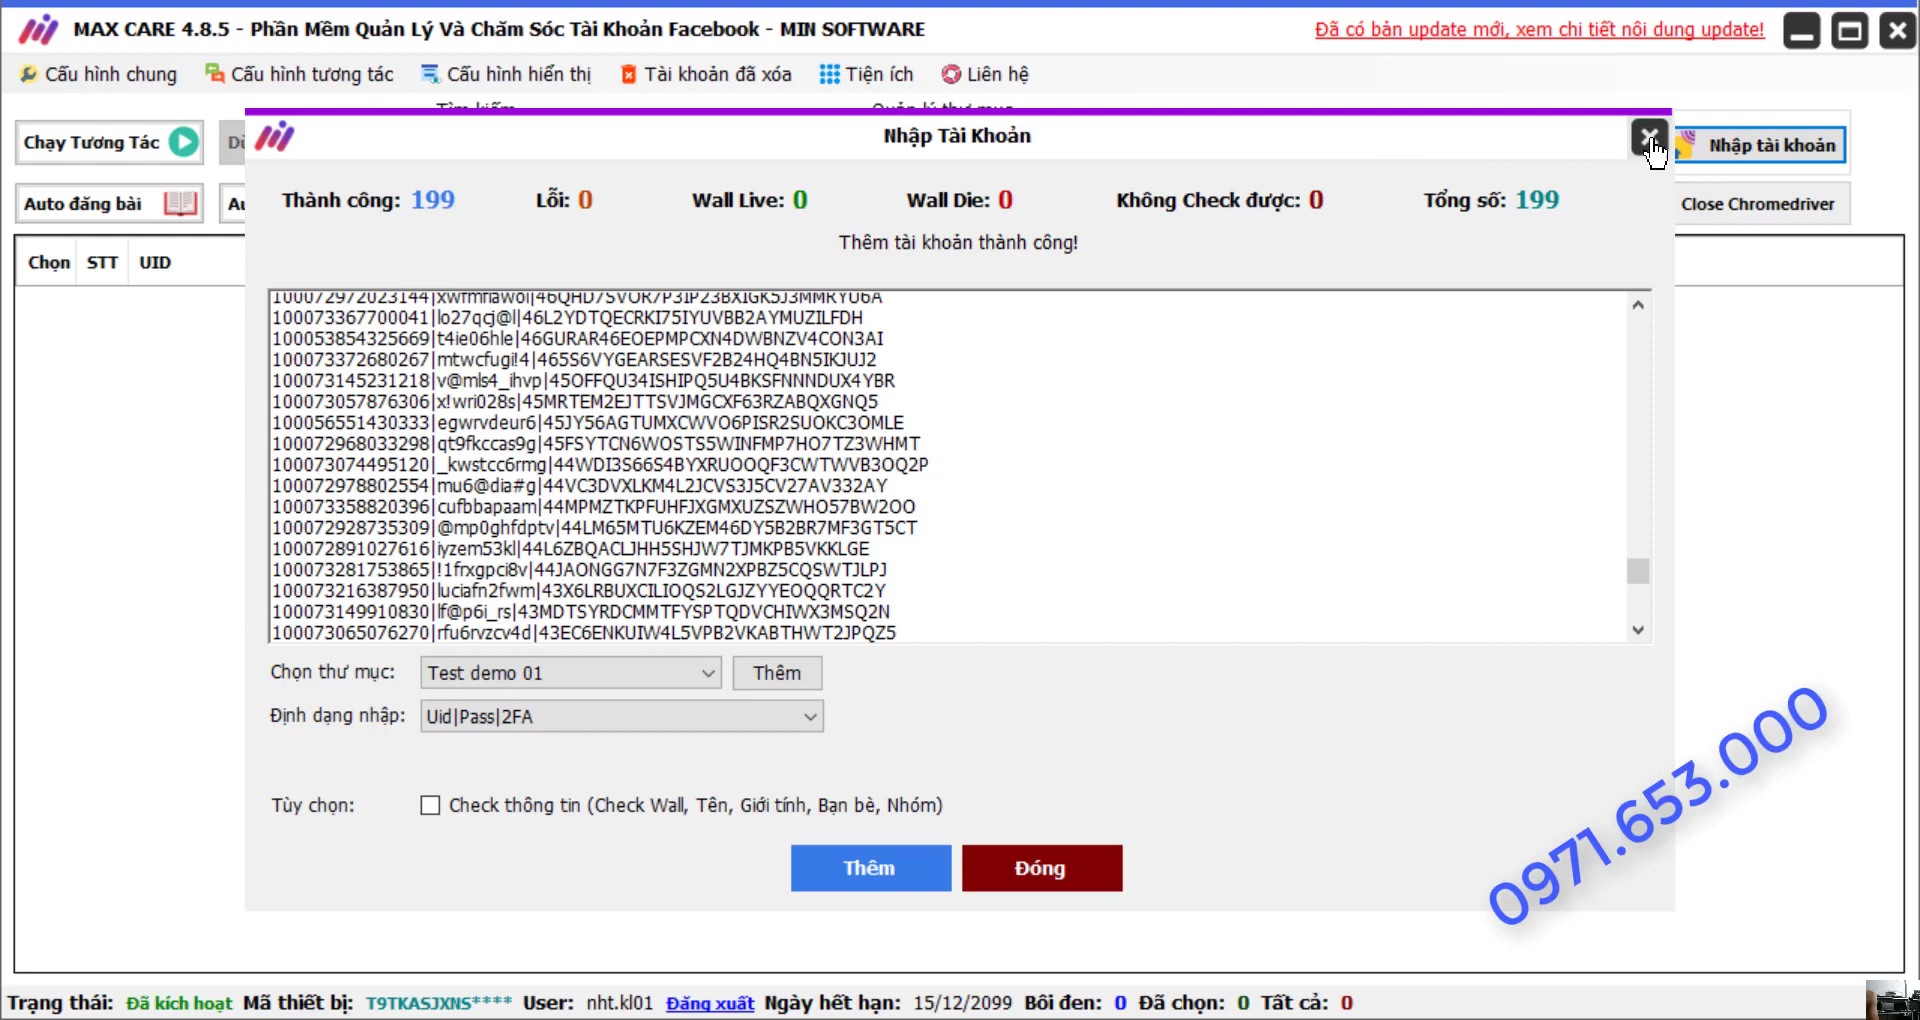 MAX CARE 4.8.5 - Phần Mềm Quản Lý Và Chăm Sóc Tài Khoản Facebook - MIN SOFTWARE
Đã có bản update mới, xem chi tiết nội dung update!
Cấu hình chung
Cấu hình tương tác
Cấu hình hiển thị
Tài khoản đã xóa
Tiện ích
Liên hệ
Tìm kiếm
Quản lý thư mục
Chạy Tương Tác
Nhập Tài Khoản
Nhập tài khoản
Auto đăng bài
Close Chromedriver
Thành công: 199
Lỗi: 0
Wall Live: 0
Wall Die: 0
Không Check được: 0
Tổng số: 199
Thêm tài khoản thành công!
Chọn
STT
UID
100072972023144|xwfmflawol|46QHD7SVOR7P3IP23BXIGK5J3MMRYU6A
100073367700041|lo27qcj@l|46L2YDTQECRKI75IYUVBB2AYMUZILFDH
100053854325669|t4ie06hle|46GURAR46EOEPMPCXN4DWBNZV4CON3AI
100073372680267|mtwcfugi!4|465S6VYGEARSESVF2B24HQ4BN5IKJUJ2
100073145231218|v@mls4_ihvp|45OFFQU34ISHIPQ5U4BKSFNNNDUX4YBR
100073057876306|x!wri028s|45MRTEM2EJTTSVJMGCXF63RZABQXGNQ5
100056551430333|egwrvdeur6|45JY56AGTUMXCWVO6PISR2SUOKC3OMLE
100072968033298|qt9fkccas9g|45FSYTCN6WOSTS5WINFMP7HO7TZ3WHMT
100073074495120|_kwstcc6rmg|44WDI3S66S4BYXRUOOQF3CWTWVB3OQ2P
100072978802554|mu6@dia#g|44VC3DVXLKM4L2JCVS3J5CV27AV332AY
100073358820396|cufbbapaam|44MPMZTKPFUHFJXGMXUZSZWHO57BW2OO
100072928735309|@mp0ghfdptv|44LM65MTU6KZEM46DY5B2BR7MF3GT5CT
100072891027616|iyzem53kl|44L6ZBQACLJHH5SHJW7TJMKPB5VKKLGE
100073281753865|!1frxgpci8v|44JAONGG7N7F3ZGMN2XPBZ5CQSWTJLPJ
100073216387950|luciafn2fwm|43X6LRBUXCILIOQS2LGJZYYEOQQRTC2Y
100073149910830|lf@p6i_rs|43MDTSYRDCMMTFYSPTQDVCHIWX3MSQ2N
100073065076270|rfu6rvzcv4d|43EC6ENKUIW4L5VPB2VKABTHWT2JPQZ5
Chọn thư mục:
Test demo 01
Thêm
Định dạng nhập:
Uid|Pass|2FA
Tùy chọn:
Check thông tin (Check Wall, Tên, Giới tính, Bạn bè, Nhóm)
Thêm
Đóng
0971.653.000
Trạng thái: Đã kích hoạt Mã thiết bị: T9TKASJXNS**** User: nht.kl01 Đăng xuất Ngày hết hạn: 15/12/2099 Bôi đen: 0 Đã chọn: 0 Tất cả: 0